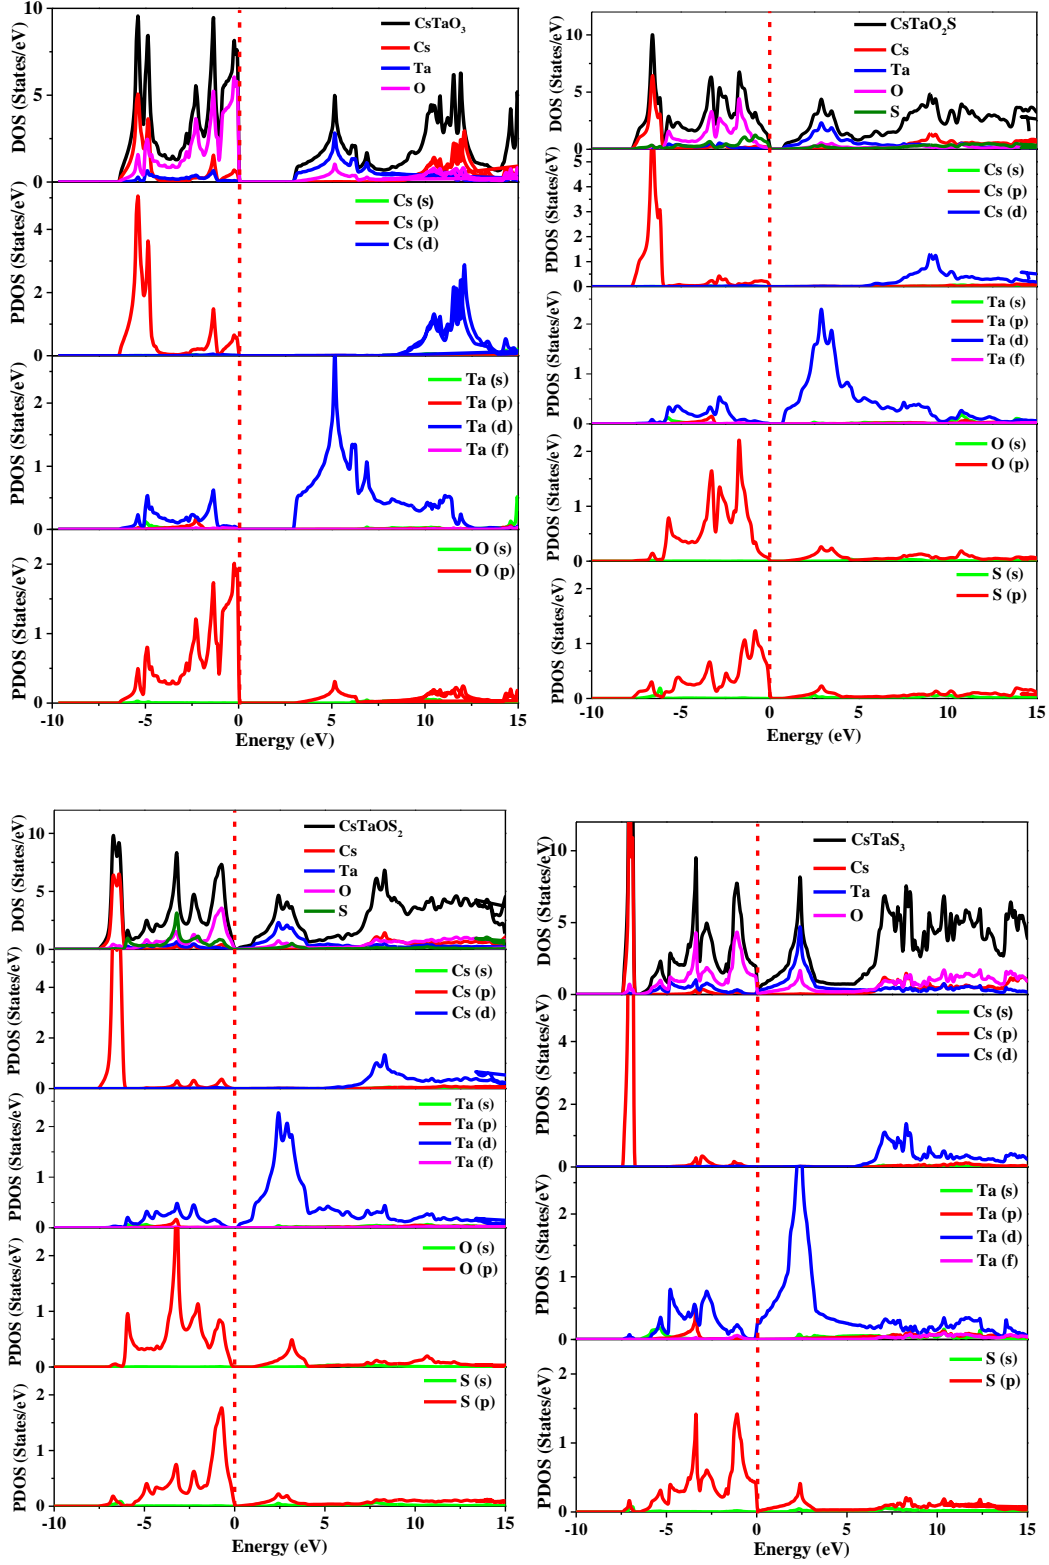 CsTaO3
Cs
Ta
O
DOS (States/eV)
10
5
0
Cs (s)
Cs (p)
Cs (d)
PDOS (States/eV)
4
2
0
Ta (s)
Ta (p)
Ta (d)
Ta (f)
PDOS (States/eV)
2
1
0
O (s)
O (p)
PDOS (States/eV)
2
1
0
-10 -5 0 5 10 15
Energy (eV)
CsTaO2S
Cs
Ta
O
S
DOS (States/eV)
10
5
0
Cs (s)
Cs (p)
Cs (d)
PDOS (States/eV)
5
4
3
2
1
0
Ta (s)
Ta (p)
Ta (d)
Ta (f)
PDOS (States/eV)
2
1
0
O (s)
O (p)
PDOS (States/eV)
2
1
0
S (s)
S (p)
PDOS (States/eV)
2
1
0
-10 -5 0 5 10 15
Energy (eV)
CsTaOS2
Cs
Ta
O
S
DOS (States/eV)
10
5
0
Cs (s)
Cs (p)
Cs (d)
PDOS (States/eV)
4
2
0
Ta (s)
Ta (p)
Ta (d)
Ta (f)
PDOS (States/eV)
2
1
0
O (s)
O (p)
PDOS (States/eV)
2
1
0
S (s)
S (p)
PDOS (States/eV)
2
1
0
-10 -5 0 5 10 15
Energy (eV)
CsTaS3
Cs
Ta
O
DOS (States/eV)
10
5
0
Cs (s)
Cs (p)
Cs (d)
PDOS (States/eV)
4
2
0
Ta (s)
Ta (p)
Ta (d)
Ta (f)
PDOS (States/eV)
2
1
0
S (s)
S (p)
PDOS (States/eV)
2
1
0
-10 -5 0 5 10 15
Energy (eV)